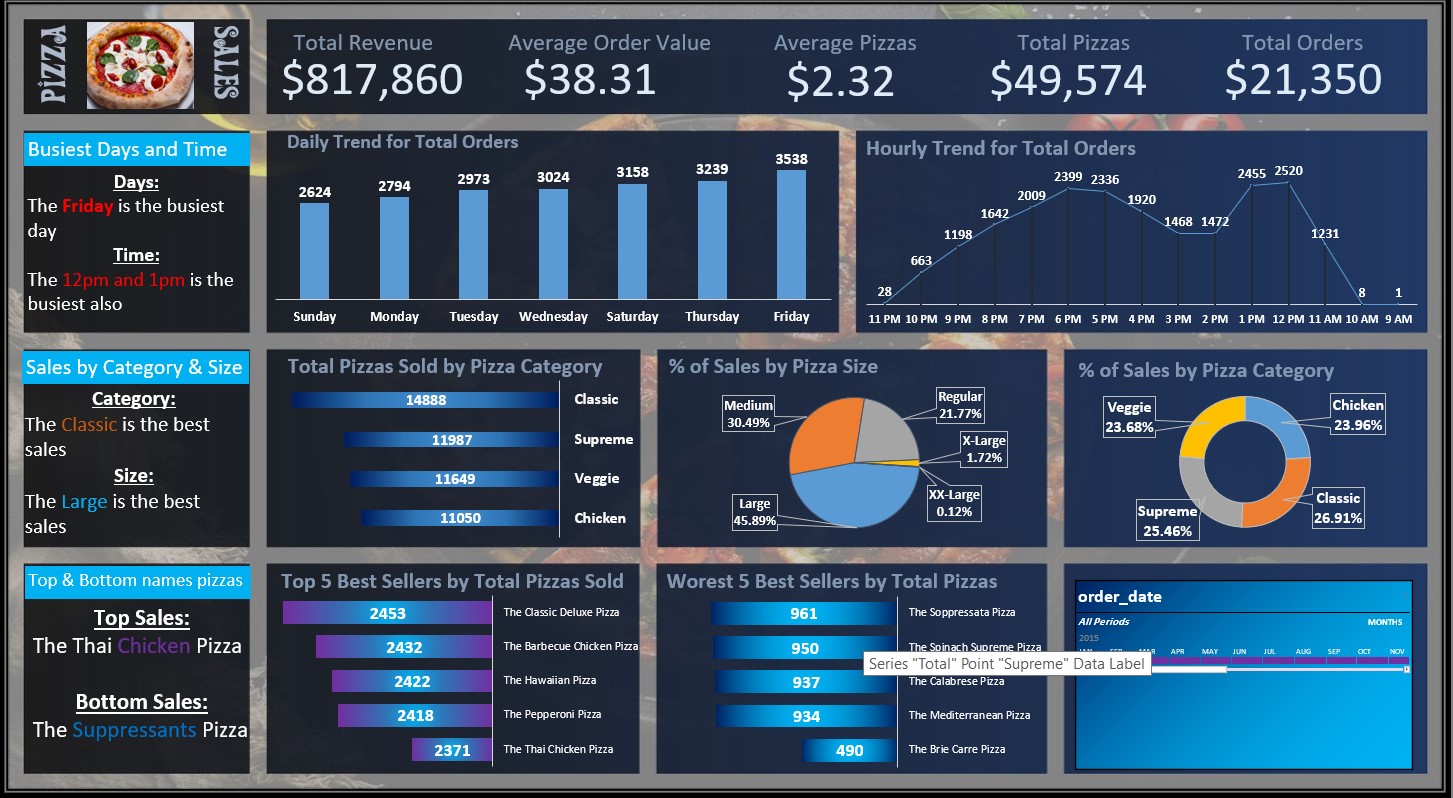 PIZZA
SALES
Total Revenue
$817,860
Average Order Value
$38.31
Average Pizzas
$2.32
Total Pizzas
$49,574
Total Orders
$21,350
Busiest Days and Time
Days:
The Friday is the busiest
day
Time:
The 12pm and 1pm is the
busiest also
Daily Trend for Total Orders
2624
2794
2973
3024
3158
3239
3538
Sunday
Monday
Tuesday
Wednesday
Saturday
Thursday
Friday
Hourly Trend for Total Orders
28
663
1198
1642
2009
2399
2336
1920
1468
1472
2455
2520
1231
8
1
11 PM 10 PM 9 PM 8 PM 7 PM 6 PM 5 PM 4 PM 3 PM 2 PM 1 PM 12 PM 11 AM 10 AM 9 AM
Sales by Category & Size
Category:
The Classic is the best
sales
Size:
The Large is the best
sales
Total Pizzas Sold by Pizza Category
14888 Classic
11987 Supreme
11649 Veggie
11050 Chicken
% of Sales by Pizza Size
Medium
30.49%
Regular
21.77%
X-Large
1.72%
XX-Large
0.12%
Large
45.89%
% of Sales by Pizza Category
Veggie
23.68%
Chicken
23.96%
Supreme
25.46%
Classic
26.91%
Top & Bottom names pizzas
Top Sales:
The Thai Chicken Pizza
Bottom Sales:
The Suppressants Pizza
Top 5 Best Sellers by Total Pizzas Sold
2453 The Classic Deluxe Pizza
2432 The Barbecue Chicken Pizza
2422 The Hawaiian Pizza
2418 The Pepperoni Pizza
2371 The Thai Chicken Pizza
Worest 5 Best Sellers by Total Pizzas
961 The Soppressata Pizza
950 The Spinach Supreme Pizza
Series "Total" Point "Supreme" Data Label
937 The Calabrese Pizza
934 The Mediterranean Pizza
490 The Brie Carre Pizza
order_date
All Periods MONTHS
2015
JAN FEB MAR APR MAY JUN JUL AUG SEP OCT NOV